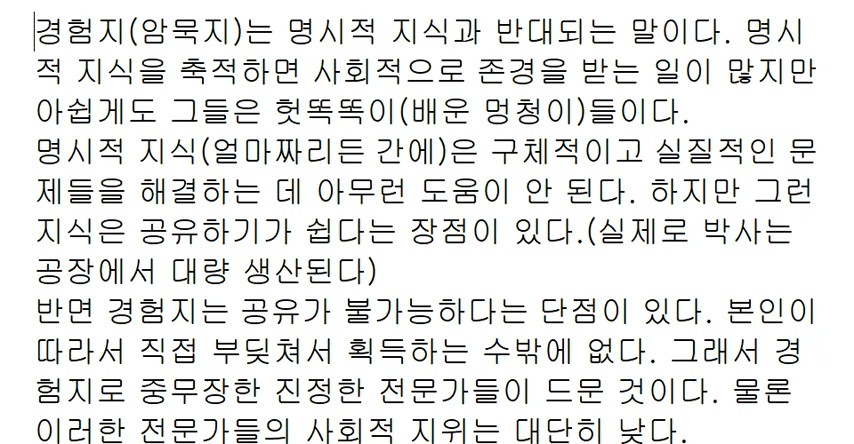 경험지(암묵지)는 명시적 지식과 반대되는 말이다. 명시
적 지식을 축적하면 사회적으로 존경을 받는 일이 많지만
아쉽게도 그들은 헛똑똑이(배운 멍청이)들이다.
명시적 지식(얼마짜리든 간에)은 구체적이고 실질적인 문
제들을 해결하는 데 아무런 도움이 안 된다. 하지만 그런
지식은 공유하기가 쉽다는 장점이 있다.(실제로 박사는
공장에서 대량 생산된다)
반면 경험지는 공유가 불가능하다는 단점이 있다. 본인이
따라서 직접 부딪쳐서 획득하는 수밖에 없다. 그래서 경
험지로 중무장한 진정한 전문가들이 드문 것이다. 물론
이러한 전문가들의 사회적 지위는 대단히 낮다.